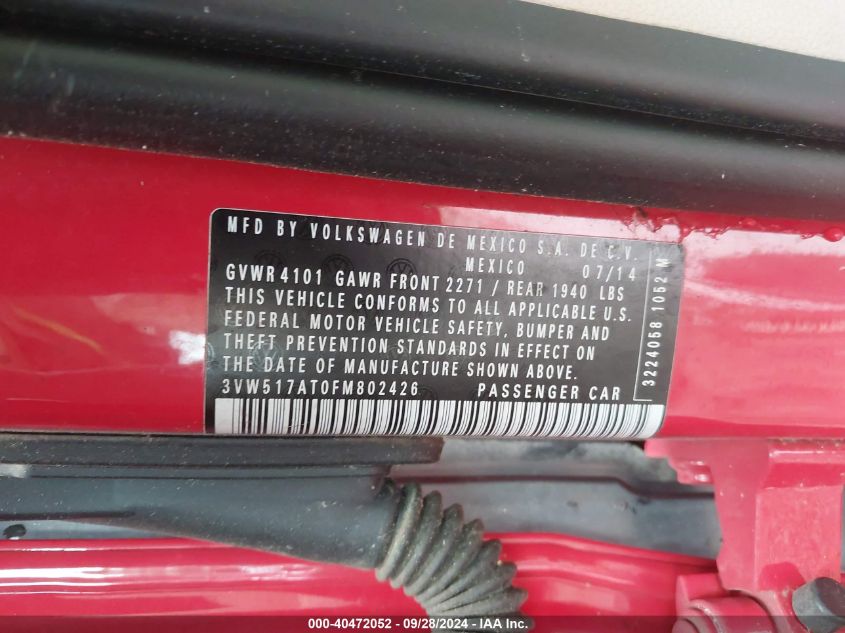 MFD BY VOLKSWAGEN DE MEXICO S.A. DE C.V.
MEXICO 07/14
GVWR 4101 GAWR FRONT 2271 / REAR 1940 LBS
THIS VEHICLE CONFORMS TO ALL APPLICABLE U.S.
FEDERAL MOTOR VEHICLE SAFETY, BUMPER AND
THEFT PREVENTION STANDARDS IN EFFECT ON
THE DATE OF MANUFACTURE SHOWN ABOVE.
3VW517AT0FM802426 PASSENGER CAR
3224058 1052 M
000-40472052 / 09/28/2024 - IAA Inc.